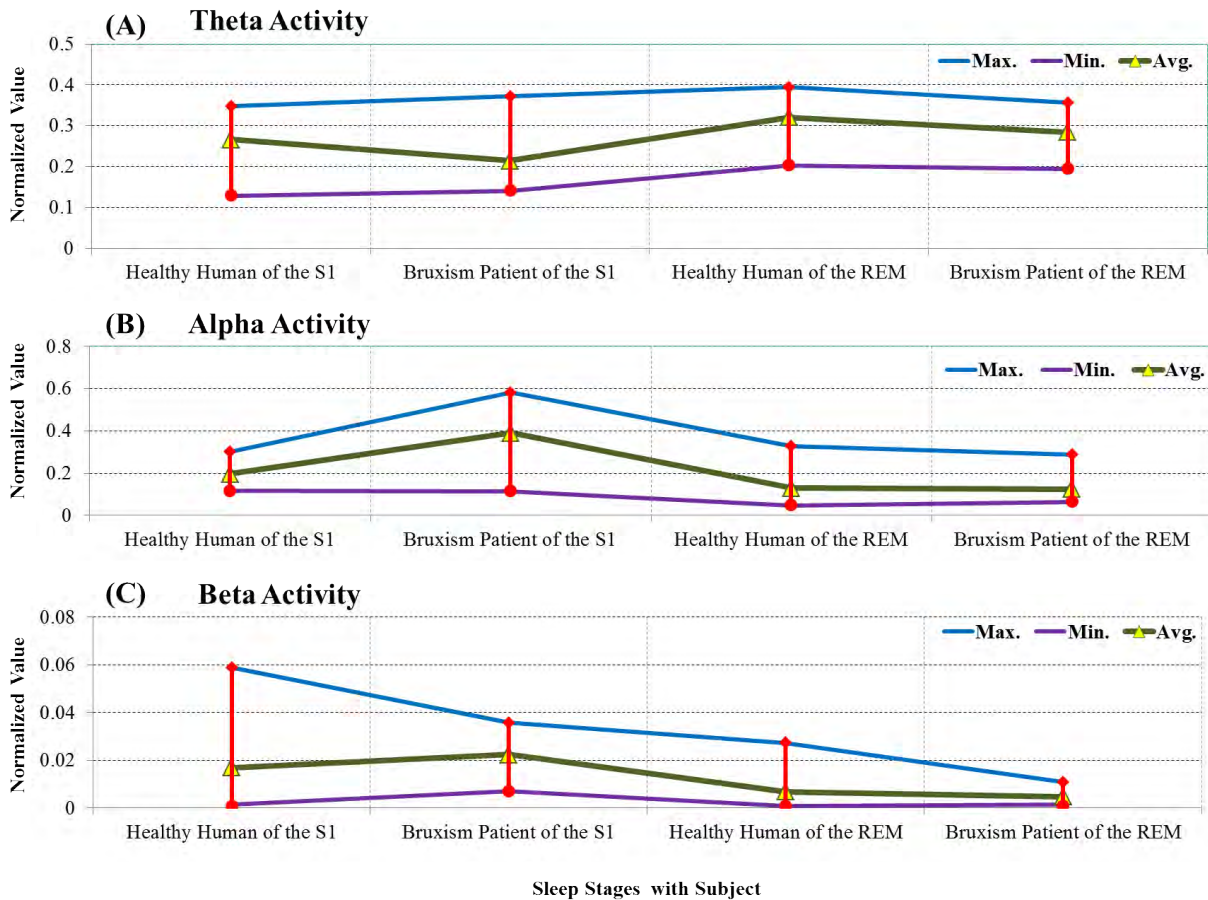 (A) Theta Activity
Max. Min. Avg.
Normalized Value
0.5
0.4
0.3
0.2
0.1
0
Healthy Human of the S1 Bruxism Patient of the S1 Healthy Human of the REM Bruxism Patient of the REM
(B) Alpha Activity
Max. Min. Avg.
Normalized Value
0.8
0.6
0.4
0.2
0
Healthy Human of the S1 Bruxism Patient of the S1 Healthy Human of the REM Bruxism Patient of the REM
(C) Beta Activity
Max. Min. Avg.
Normalized Value
0.08
0.06
0.04
0.02
0
Healthy Human of the S1 Bruxism Patient of the S1 Healthy Human of the REM Bruxism Patient of the REM
Sleep Stages with Subject